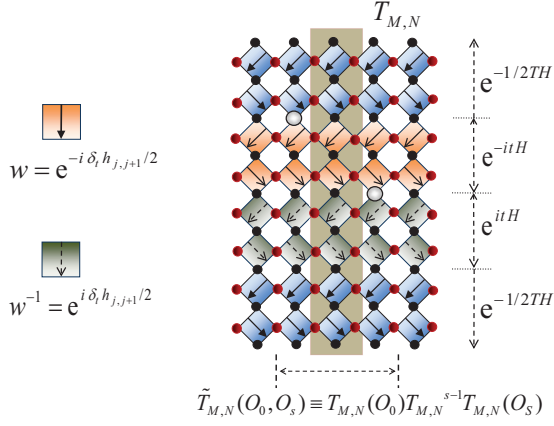 T_{M,N}
e^{-1/2TH}
e^{-itH}
e^{itH}
e^{-1/2TH}
w = e^{-i δ_t h_{j,j+1}/2}
w^{-1} = e^{i δ_t h_{j,j+1}/2}
T̃_{M,N}(O_0,O_s) ≡ T_{M,N}(O_0)T_{M,N}^{s-1}T_{M,N}(O_S)